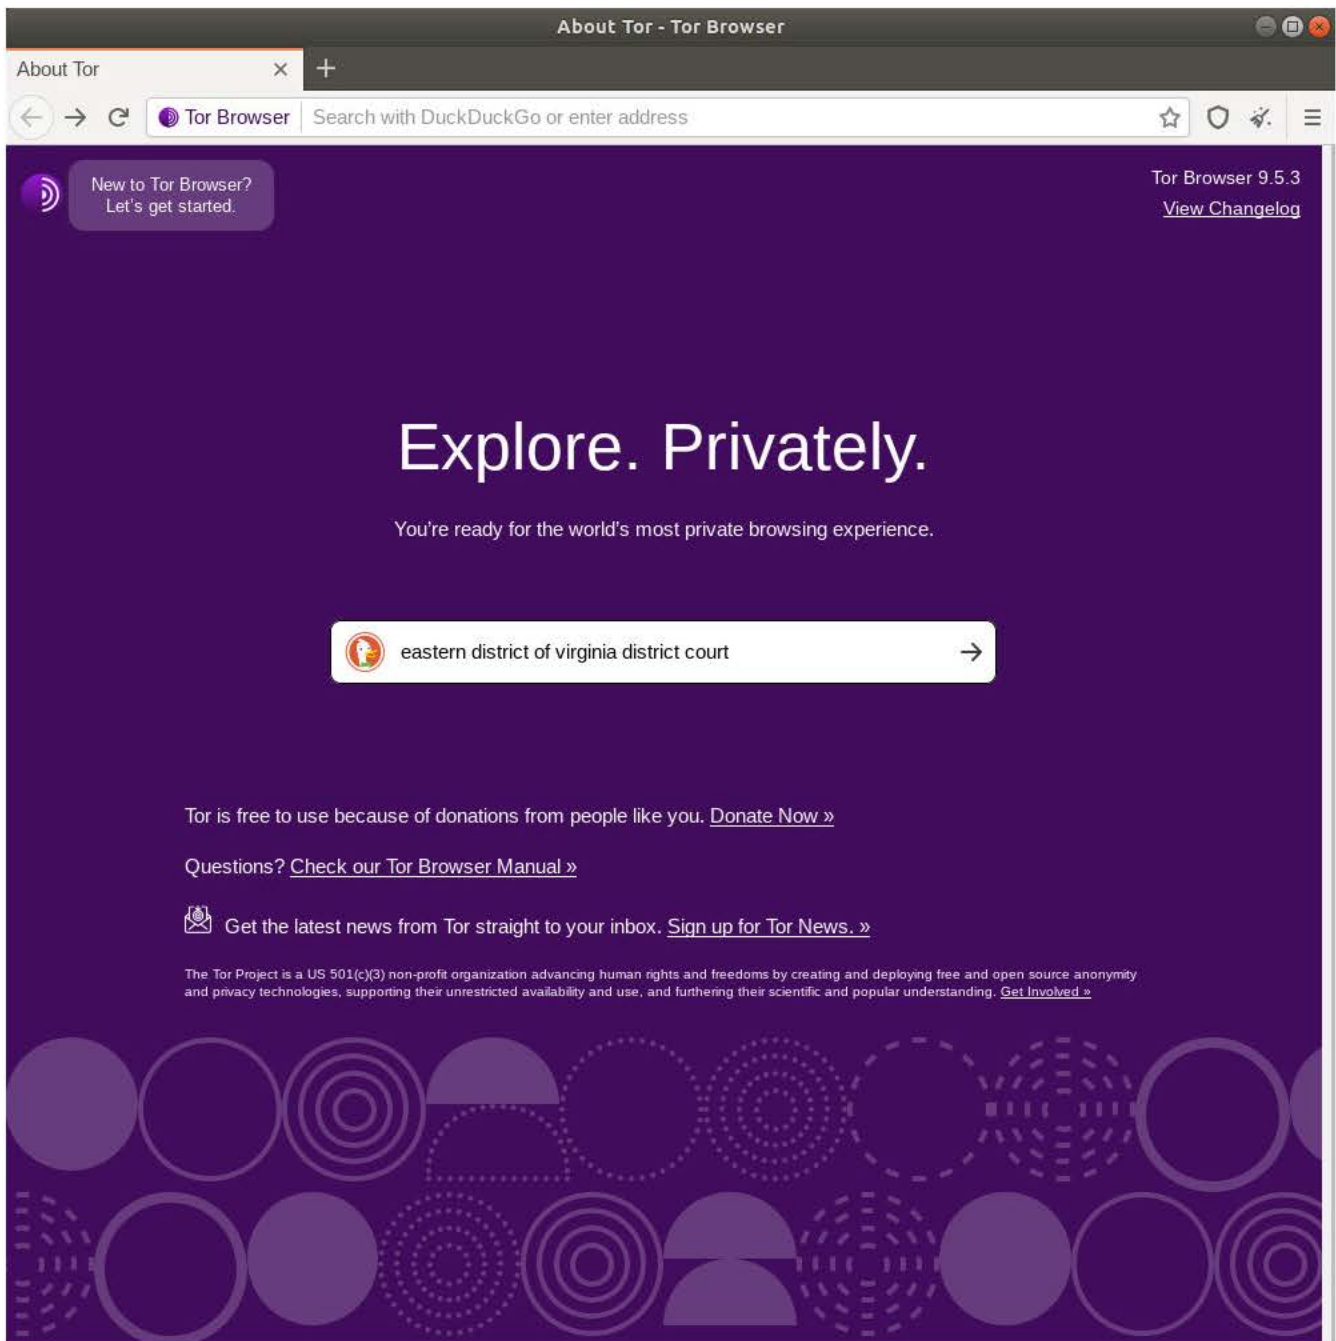 About Tor - Tor Browser
About Tor
Tor Browser Search with DuckDuckGo or enter address
New to Tor Browser?
Let's get started.
Tor Browser 9.5.3
View Changelog
Explore. Privately.
You're ready for the world's most private browsing experience.
eastern district of virginia district court
Tor is free to use because of donations from people like you. Donate Now »
Questions? Check our Tor Browser Manual »
Get the latest news from Tor straight to your inbox. Sign up for Tor News. »
The Tor Project is a US 501(c)(3) non-profit organization advancing human rights and freedoms by creating and deploying free and open source anonymity
and privacy technologies, supporting their unrestricted availability and use, and furthering their scientific and popular understanding. Get Involved »